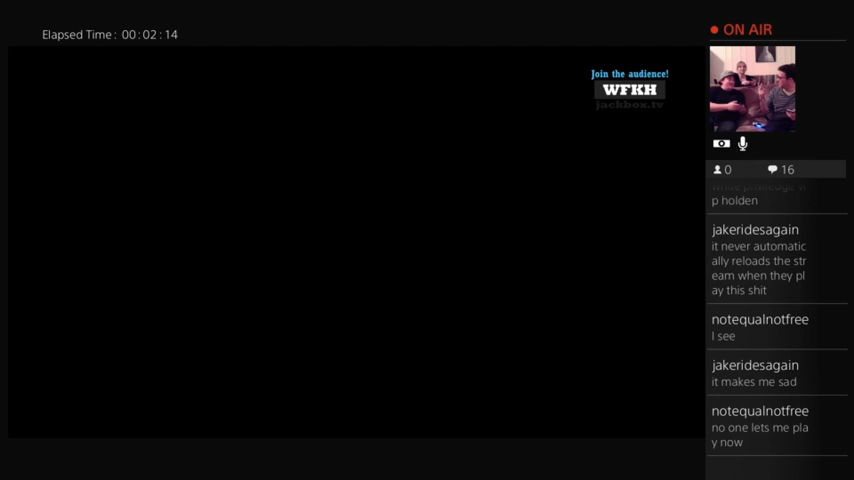 Elapsed Time: 00:02:14
ON AIR
Join the audience!
WFKH
jackbox.tv
0 16
p holden
jakeridesagain
it never automatic
ally reloads the str
eam when they pl
ay this shit
notequalnotfree
I see
jakeridesagain
it makes me sad
notequalnotfree
no one lets me pla
y now